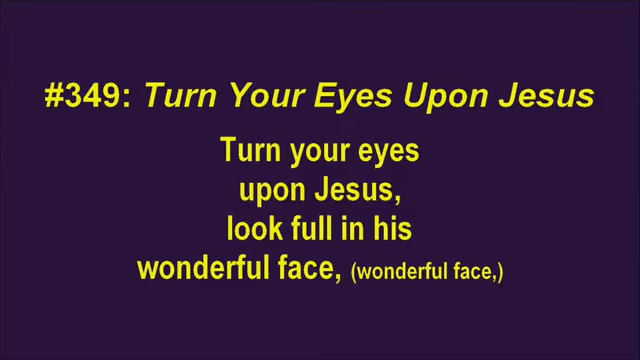 #349: Turn Your Eyes Upon Jesus
Turn your eyes
upon Jesus,
look full in his
wonderful face, (wonderful face,)